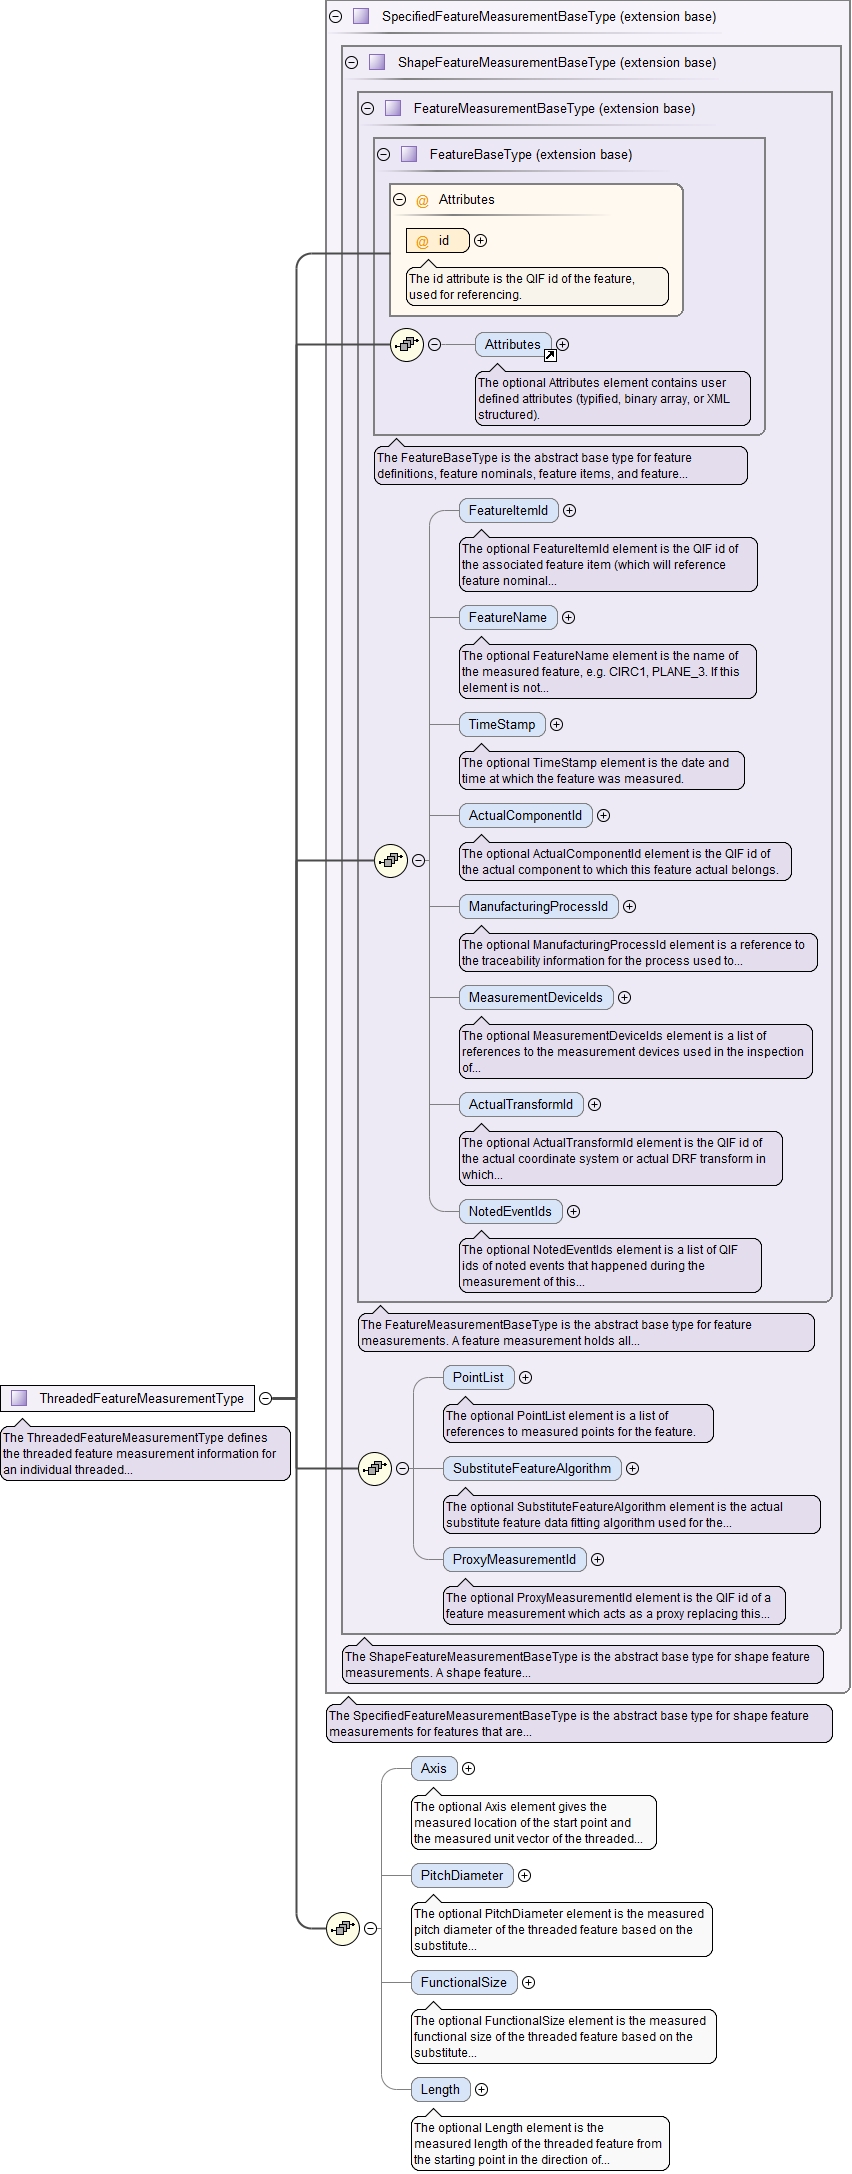 SpecifiedFeatureMeasurementBaseType (extension base)
ShapeFeatureMeasurementBaseType (extension base)
FeatureMeasurementBaseType (extension base)
FeatureBaseType (extension base)
@ Attributes
@ id
The id attribute is the QIF id of the feature,
used for referencing.
Attributes
The optional Attributes element contains user
defined attributes (typified, binary array, or XML
structured).
The FeatureBaseType is the abstract base type for feature
definitions, feature nominals, feature items, and feature...
FeatureItemId
The optional FeatureItemId element is the QIF id of
the associated feature item (which will reference
feature nominal...
FeatureName
The optional FeatureName element is the name of
the measured feature, e.g. CIRC1, PLANE_3. If this
element is not...
TimeStamp
The optional TimeStamp element is the date and
time at which the feature was measured.
ActualComponentId
The optional ActualComponentId element is the QIF id of
the actual component to which this feature actual belongs.
ManufacturingProcessId
The optional ManufacturingProcessId element is a reference to
the traceability information for the process used to...
MeasurementDeviceIds
The optional MeasurementDeviceIds element is a list of
references to the measurement devices used in the inspection
of...
ActualTransformId
The optional ActualTransformId element is the QIF id of
the actual coordinate system or actual DRF transform in
which...
NotedEventIds
The optional NotedEventIds element is a list of QIF
ids of noted events that happened during the
measurement of this...
The FeatureMeasurementBaseType is the abstract base type for feature
measurements. A feature measurement holds all...
ThreadedFeatureMeasurementType
The ThreadedFeatureMeasurementType defines
the threaded feature measurement information for
an individual threaded...
PointList
The optional PointList element is a list of
references to measured points for the feature.
SubstituteFeatureAlgorithm
The optional SubstituteFeatureAlgorithm element is the actual
substitute feature data fitting algorithm used for the...
ProxyMeasurementId
The optional ProxyMeasurementId element is the QIF id of a
feature measurement which acts as a proxy replacing this...
The ShapeFeatureMeasurementBaseType is the abstract base type for shape feature
measurements. A shape feature...
The SpecifiedFeatureMeasurementBaseType is the abstract base type for shape feature
measurements for features that are...
Axis
The optional Axis element gives the
measured location of the start point and
the measured unit vector of the threaded...
PitchDiameter
The optional PitchDiameter element is the measured
pitch diameter of the threaded feature based on the
substitute...
FunctionalSize
The optional FunctionalSize element is the measured
functional size of the threaded feature based on the
substitute...
Length
The optional Length element is the
measured length of the threaded feature from
the starting point in the direction of...